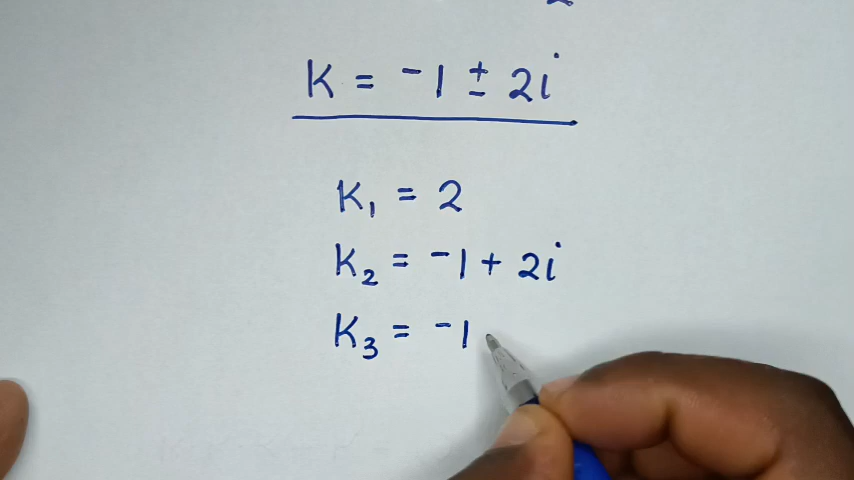 K = -1 ± 2i
K₁ = 2
K₂ = -1 + 2i
K₃ = -1